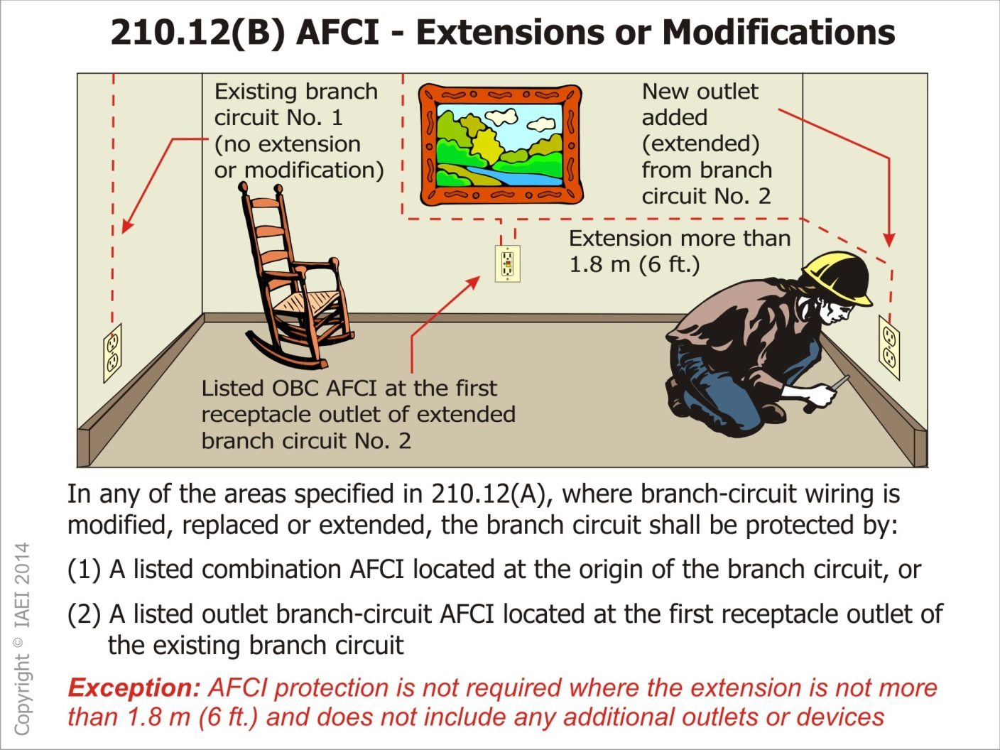 210.12(B) AFCI - Extensions or Modifications
Existing branch
circuit No. 1
(no extension
or modification)
New outlet
added
(extended)
from branch
circuit No. 2
Extension more than
1.8 m (6 ft.)
Listed OBC AFCI at the first
receptacle outlet of extended
branch circuit No. 2
In any of the areas specified in 210.12(A), where branch-circuit wiring is
modified, replaced or extended, the branch circuit shall be protected by:
(1) A listed combination AFCI located at the origin of the branch circuit, or
(2) A listed outlet branch-circuit AFCI located at the first receptacle outlet of
the existing branch circuit
Exception: AFCI protection is not required where the extension is not more
than 1.8 m (6 ft.) and does not include any additional outlets or devices
Copyright © IAEI 2014